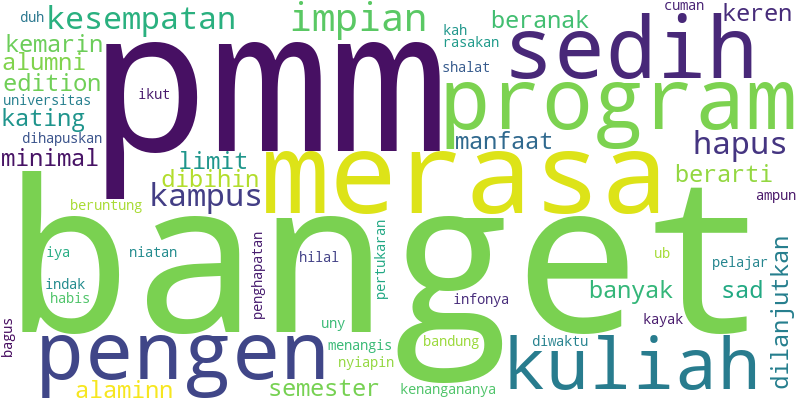 duh
kesempatan
impian
beranak
cuman
keren
kemarin
alumni
pmm
kah
rasakan
sedih
edition
ikut
shalat
program
universitas
kating
dihapuskan
manfaat
hapus
minimal
limit
merasa
dibihin
kampus
berarti
beruntung
ampun
banget
iya
niatan
penghapatan
hilal
pertukaran
ub
pelajar
dilanjutkan
indak
habis
infonya
banyak
sad
bagus
uny
kayak
pengen
menangis
bandung
diwaktu
kuliah
nyiapin
alaminn
semester
kenangananya